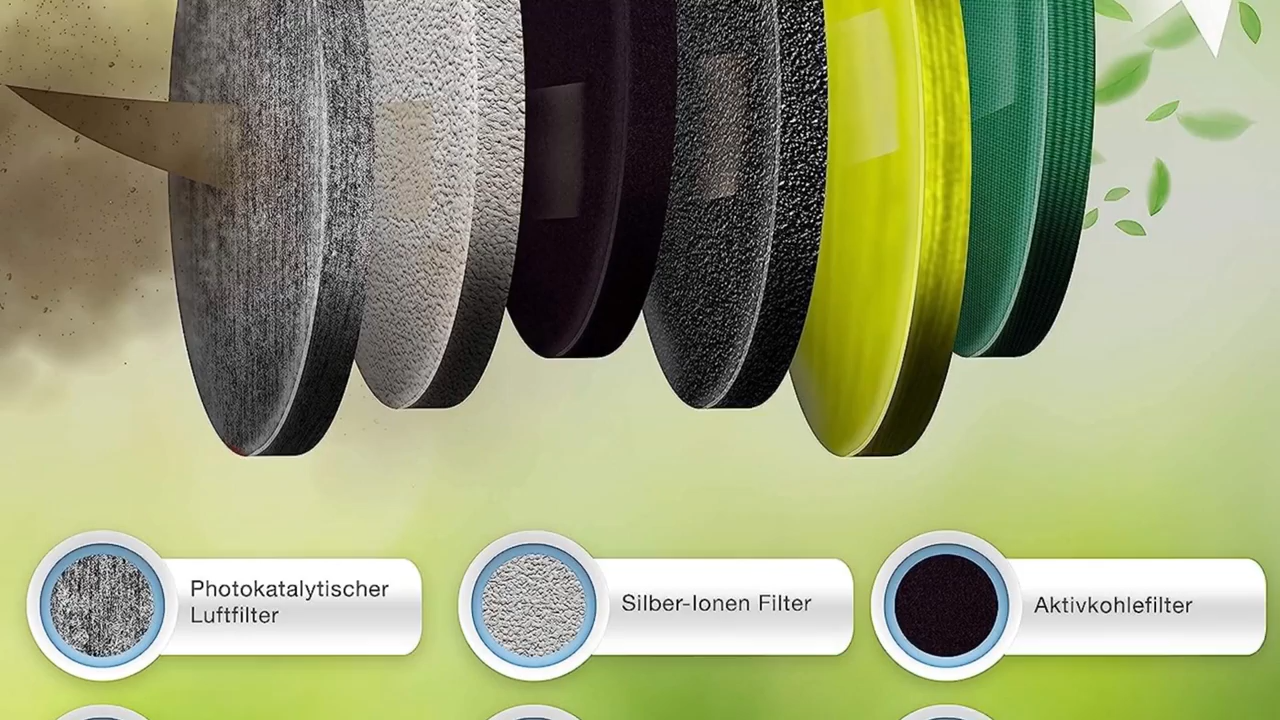 Photokatalytischer
Luftfilter
Silber-Ionen Filter
Aktivkohlefilter